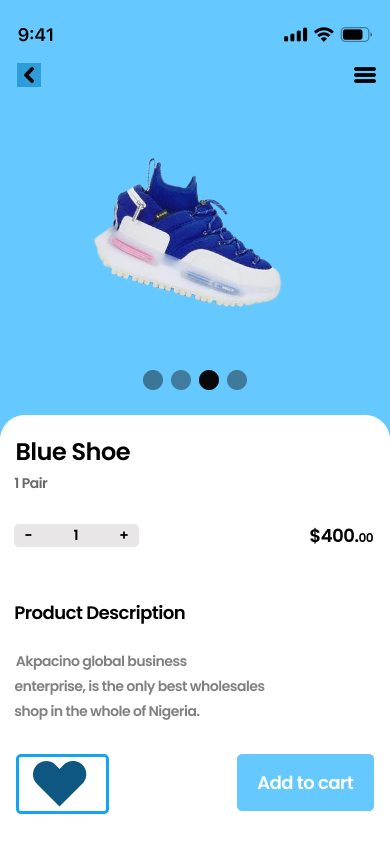 9:41
Blue Shoe
1 Pair
- 1 +
$400.00
Product Description
Akpacino global business
enterprise, is the only best wholesales
shop in the whole of Nigeria.
Add to cart